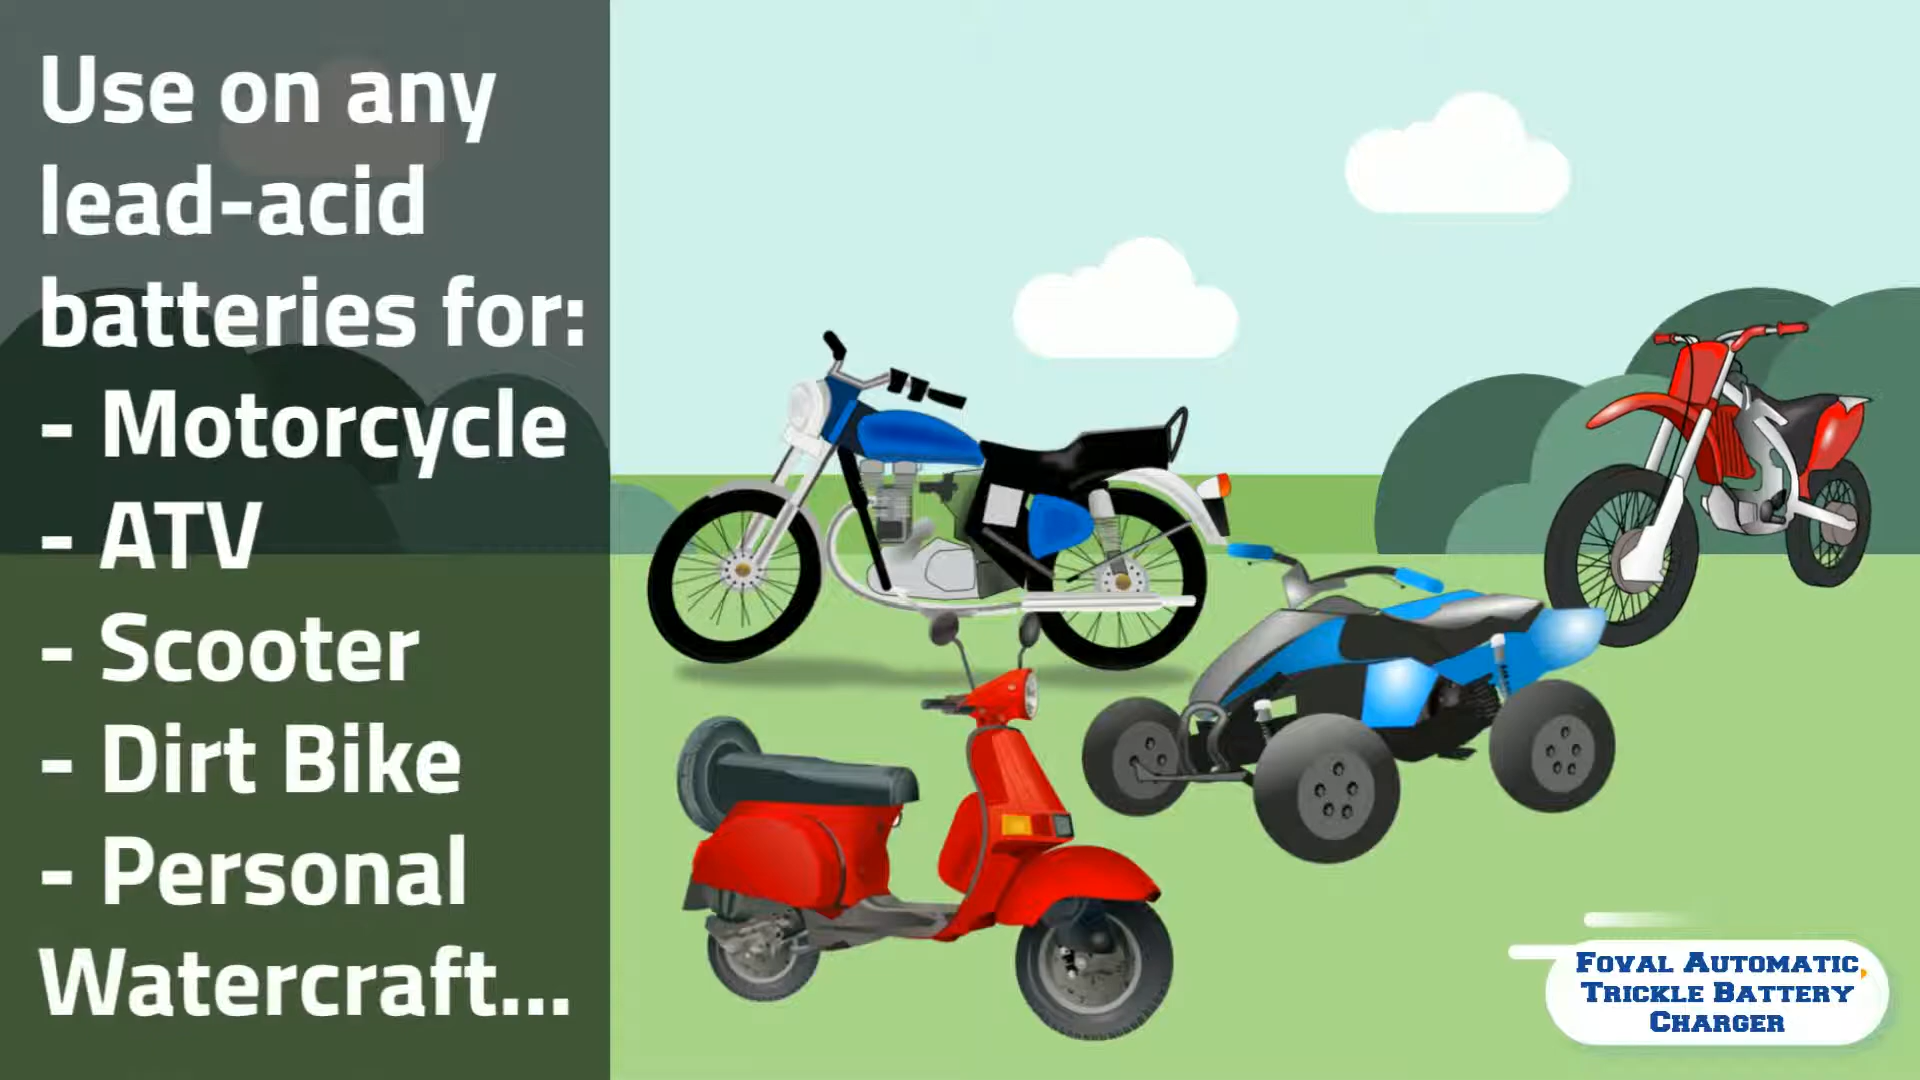 Use on any
lead-acid
batteries for:
- Motorcycle
- ATV
- Scooter
- Dirt Bike
- Personal
Watercraft...
FOVAL AUTOMATIC,
TRICKLE BATTERY
CHARGER